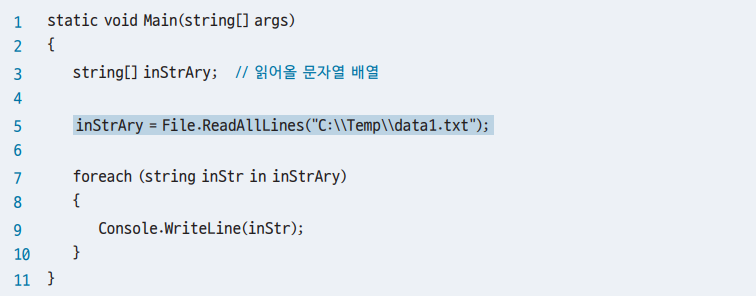 1 static void Main(string[] args)
2 {
3 string[] inStrAry; // 읽어올 문자열 배열
4
5 inStrAry = File.ReadAllLines("C:\\Temp\\data1.txt");
6
7 foreach (string inStr in inStrAry)
8 {
9 Console.WriteLine(inStr);
10 }
11 }